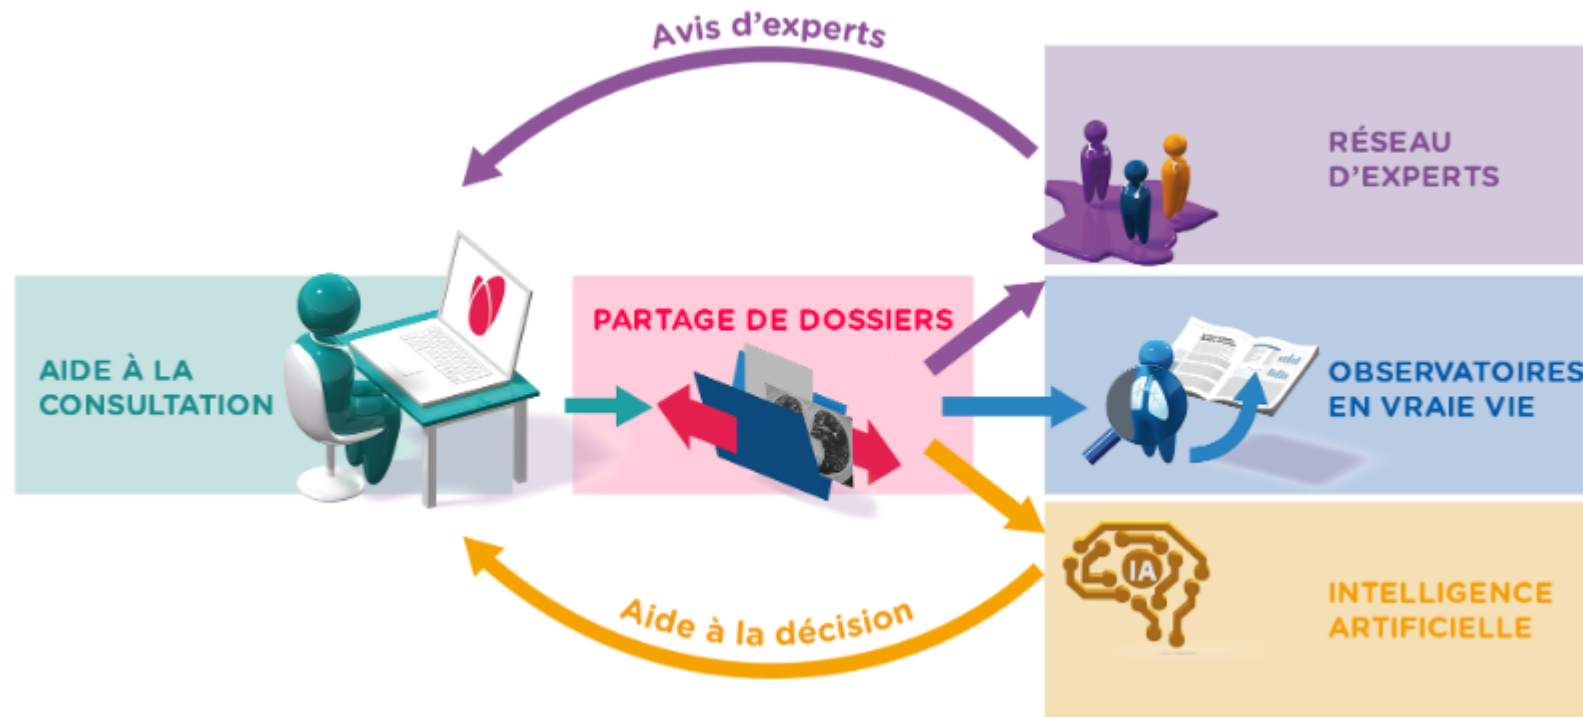 Avis d'experts
RÉSEAU
D'EXPERTS
AIDE À LA
CONSULTATION
PARTAGE DE DOSSIERS
OBSERVATOIRES
EN VRAIE VIE
IA
INTELLIGENCE
ARTIFICIELLE
Aide à la décision